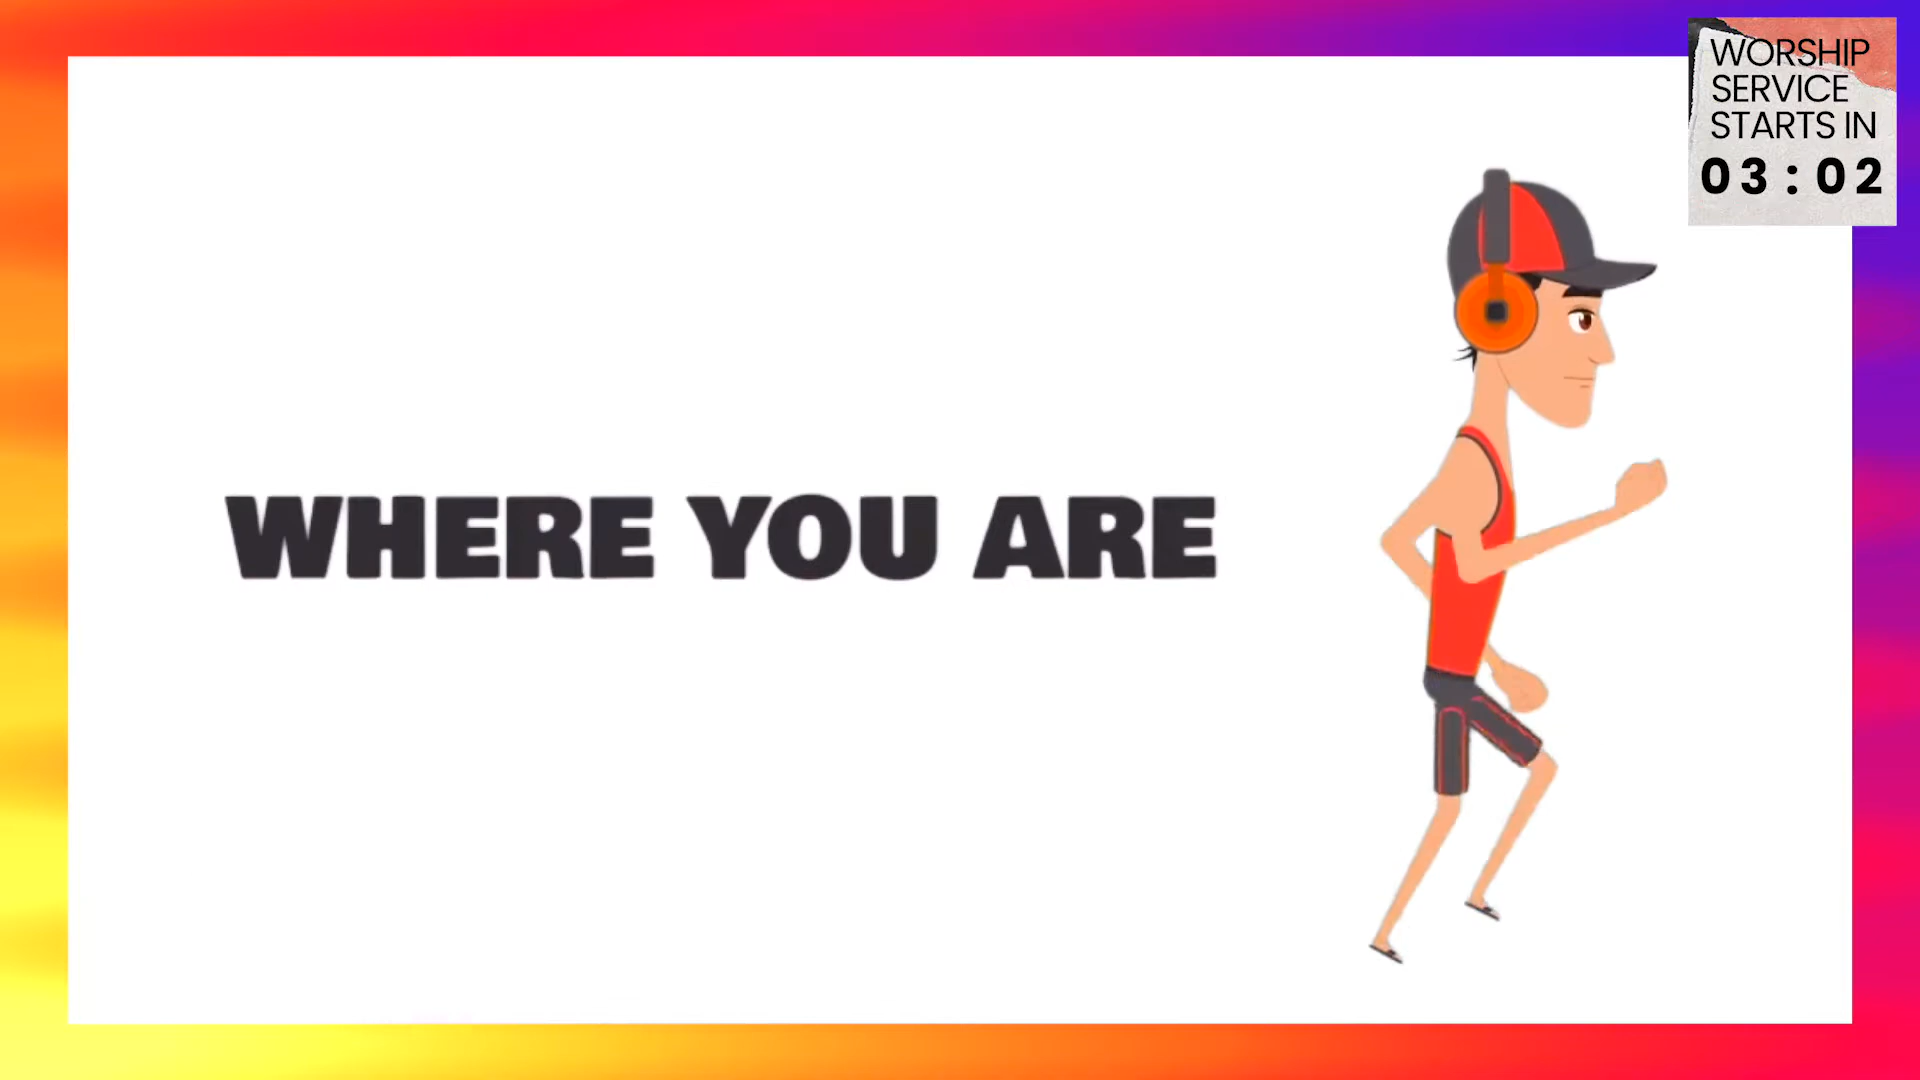 WORSHIP
SERVICE
STARTS IN
03:02
WHERE YOU ARE